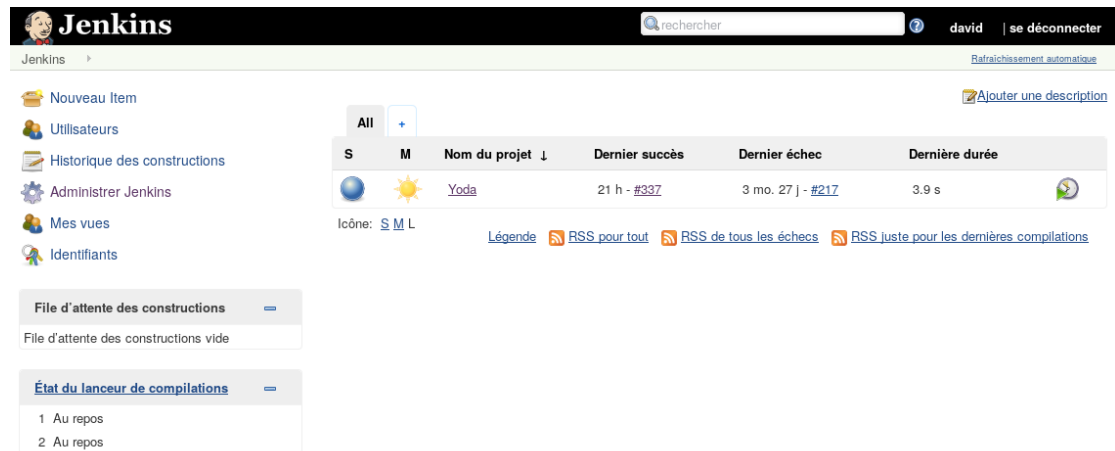 Jenkins
rechercher
david | se déconnecter
Jenkins
Rafraîchissement automatique
Nouveau Item
Utilisateurs
Historique des constructions
Administrer Jenkins
Mes vues
Identifiants
File d'attente des constructions
File d'attente des constructions vide
État du lanceur de compilations
1 Au repos
2 Au repos
Ajouter une description
All +
S M Nom du projet ↓ Dernier succès Dernier échec Dernière durée
Yoda 21 h - #337 3 mo. 27 j - #217 3.9 s
Icône: S M L
Légende RSS pour tout RSS de tous les échecs RSS juste pour les dernières compilations